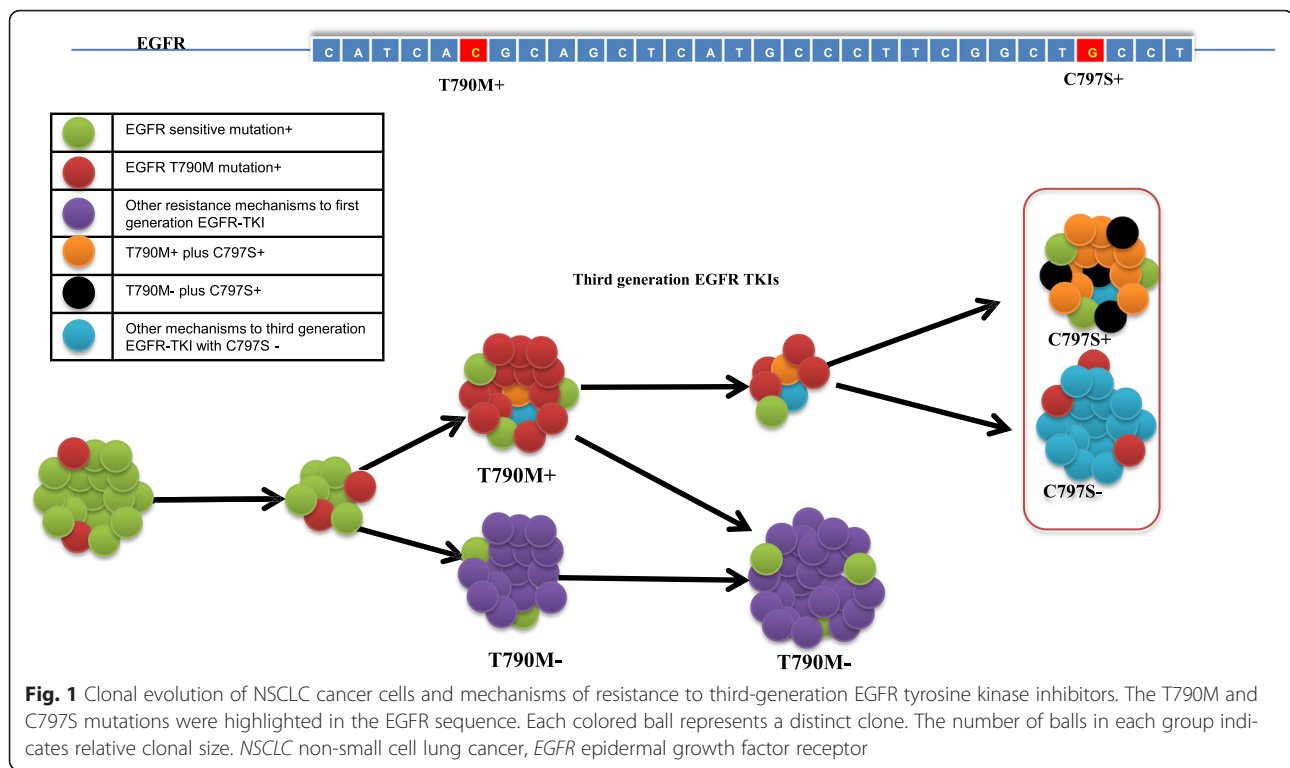 EGFR
C A T C A C G C A G C T C A T G C C C T T C G G C T G C C T
T790M+
C797S+
EGFR sensitive mutation+
EGFR T790M mutation+
Other resistance mechanisms to first
generation EGFR-TKI
T790M+ plus C797S+
T790M- plus C797S+
Other mechanisms to third generation
EGFR-TKI with C797S -
Third generation EGFR TKIs
C797S+
T790M+
C797S-
T790M-
T790M-
Fig. 1 Clonal evolution of NSCLC cancer cells and mechanisms of resistance to third-generation EGFR tyrosine kinase inhibitors. The T790M and
C797S mutations were highlighted in the EGFR sequence. Each colored ball represents a distinct clone. The number of balls in each group indi-
cates relative clonal size. NSCLC non-small cell lung cancer, EGFR epidermal growth factor receptor